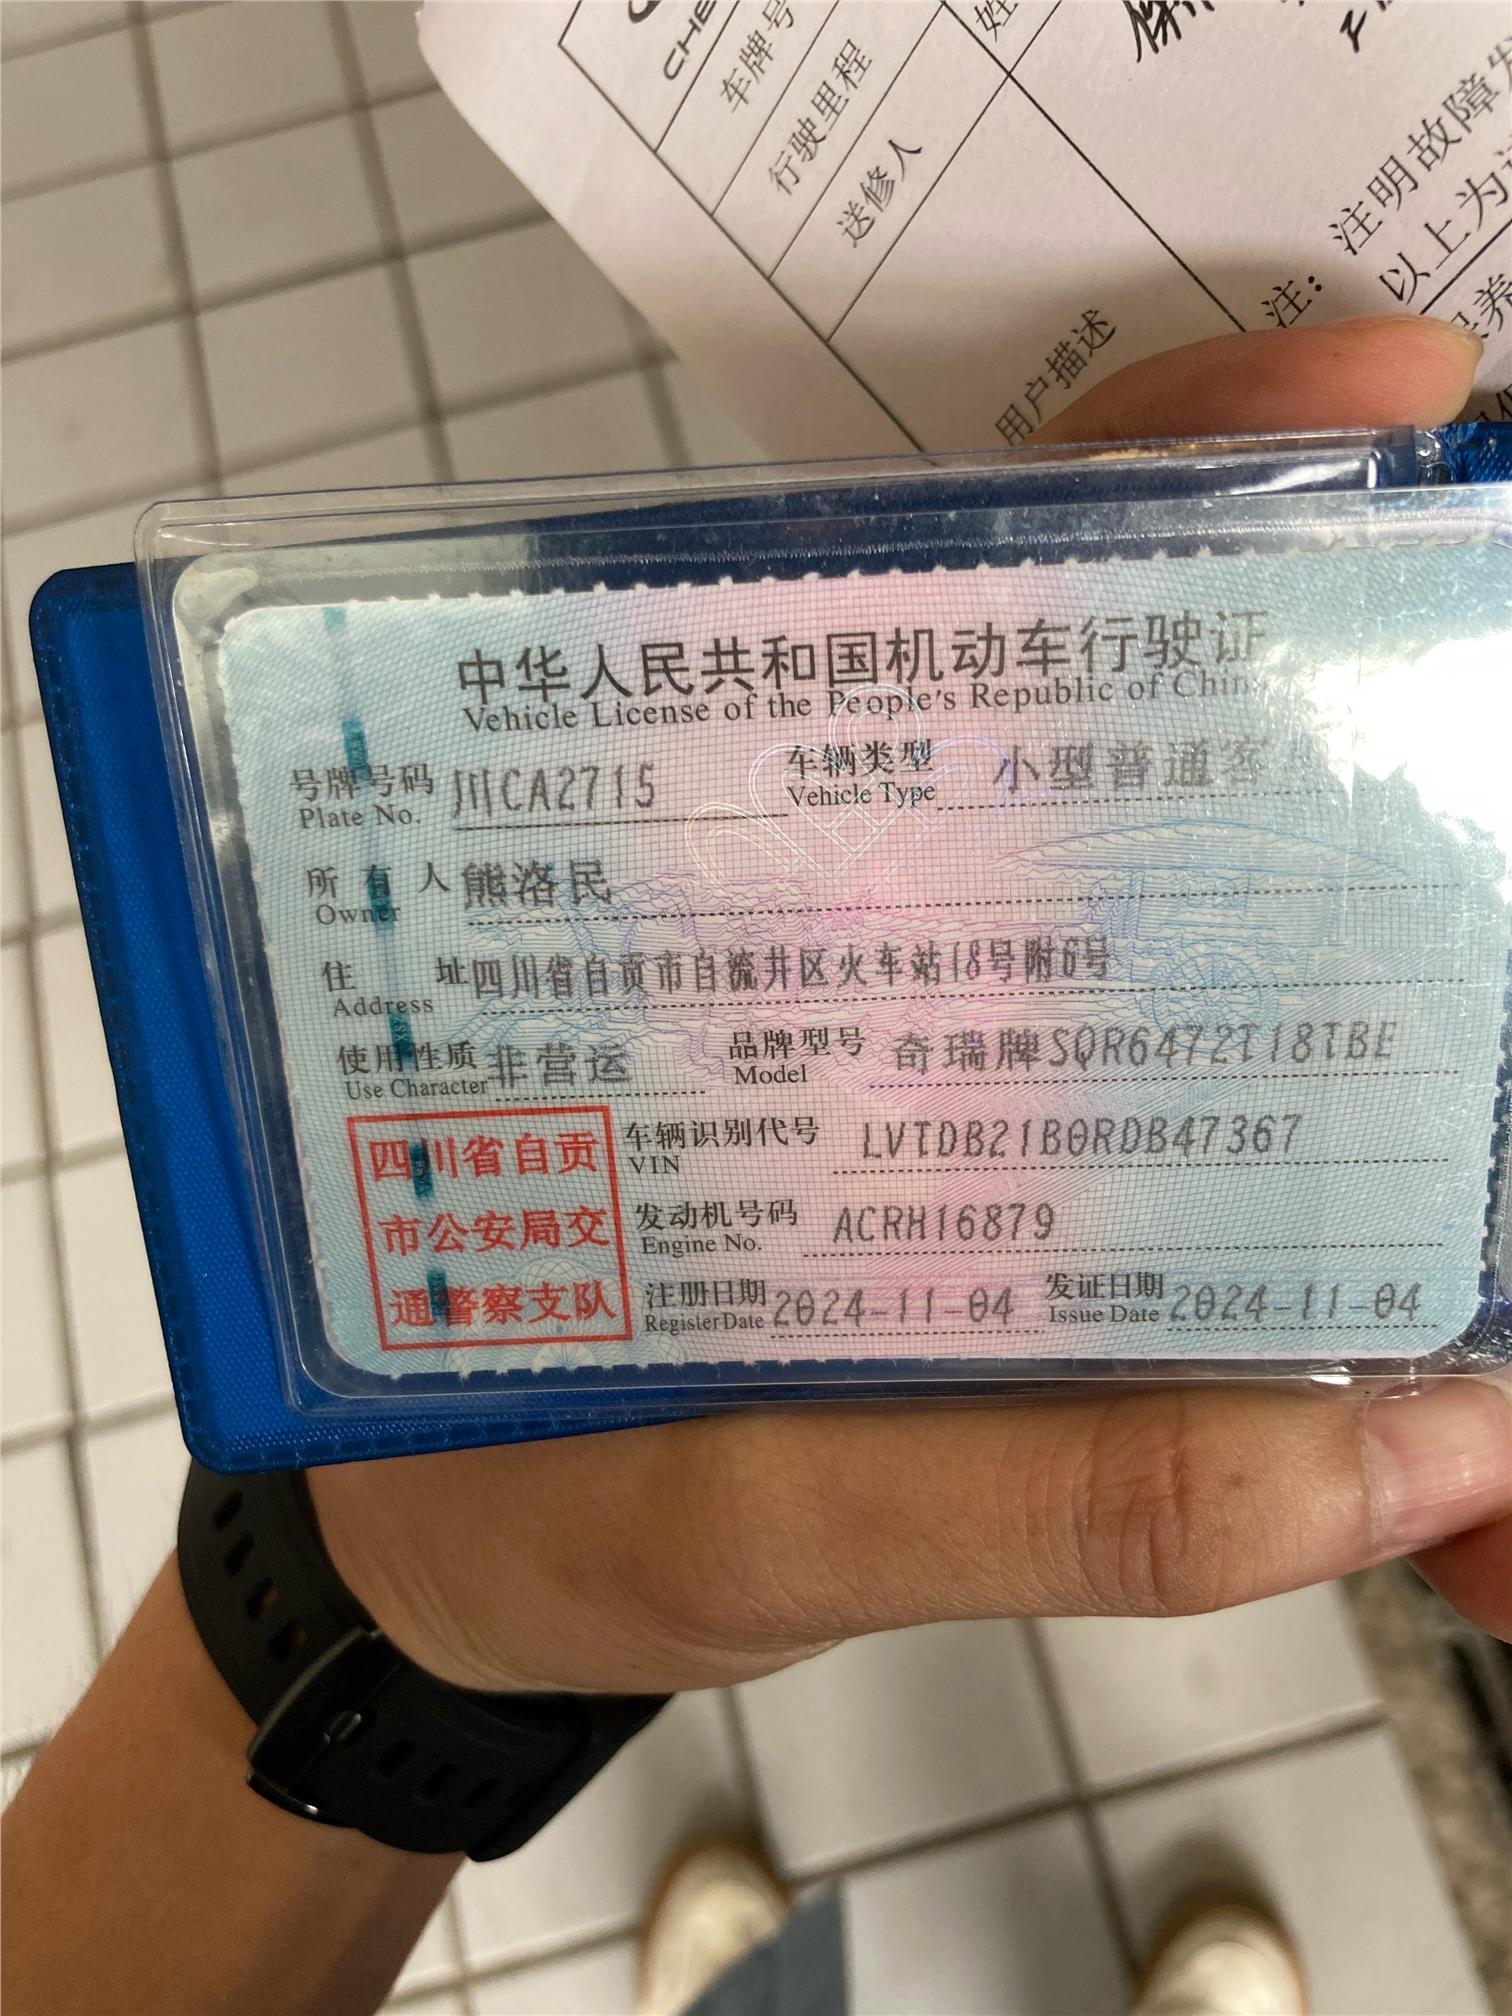 CHE
车牌号
行驶里程
送修人
姓
用户描述
注:
注明故障发
以上为
保养
中华人民共和国机动车行驶证
Vehicle License of the People's Republic of China
号牌号码 川CA2715 车辆类型 小型普通客
Plate No. Vehicle Type
所有人 熊洛民
Owner
住址 四川省自贡市自流井区火车站18号附6号
Address
使用性质 非营运 品牌型号 奇瑞牌SQR6472T18TBE
Use Character Model
四川省自贡
市公安局交
通警察支队
车辆识别代号 LVTDB21B0RDB47367
VIN
发动机号码 ACRH16879
Engine No.
注册日期 2024-11-04 发证日期 2024-11-04
Register Date Issue Date